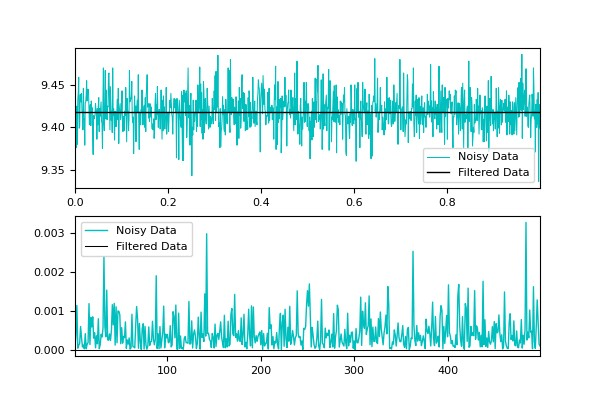 9.45
9.40
9.35
0.0 0.2 0.4 0.6 0.8
Noisy Data
Filtered Data
0.003
0.002
0.001
0.000
Noisy Data
Filtered Data
100 200 300 400